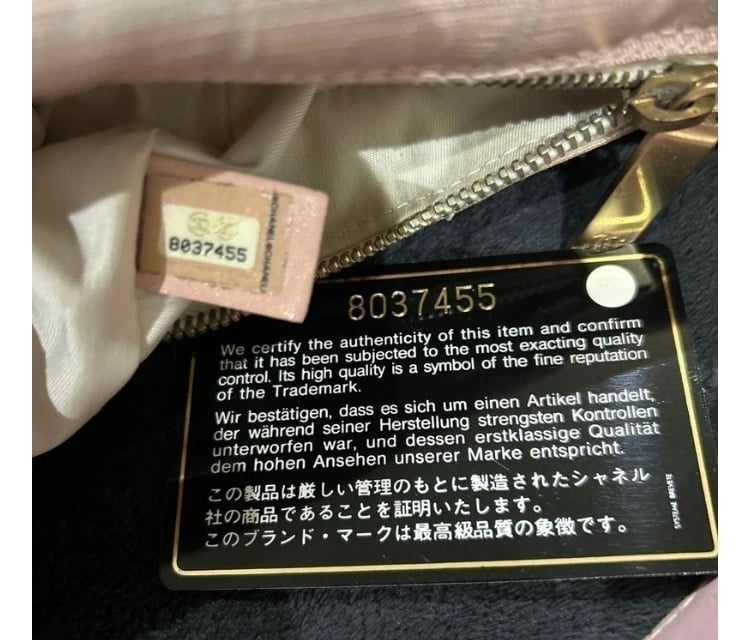 8037455
CHANEL
CHANEL
8037455
We certify the authenticity of this item and confirm
that it has been subjected to the most exacting quality
control. Its high quality is a symbol of the fine reputation
of the Trademark.
Wir bestätigen, dass es sich um einen Artikel handelt,
der während seiner Herstellung strengsten Kontrollen
unterworfen war, und dessen erstklassige Qualität
dem hohen Ansehen unserer Marke entspricht.
この製品は厳しい管理のもとに製造されたシャネル
社の商品であることを証明いたします。
このブランド・マークは最高級品質の象徴です。
SYSTEME BREVETE